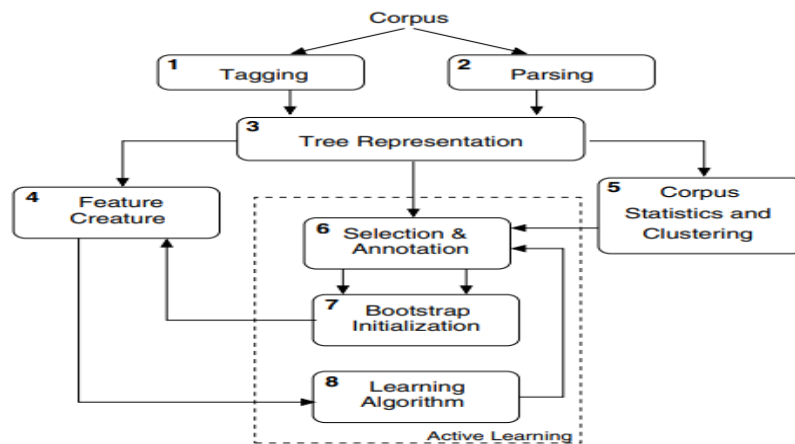 Corpus
1 Tagging
2 Parsing
3 Tree Representation
4 Feature
Creature
5 Corpus
Statistics and
Clustering
6 Selection &
Annotation
7 Bootstrap
Initialization
8 Learning
Algorithm
Active Learning